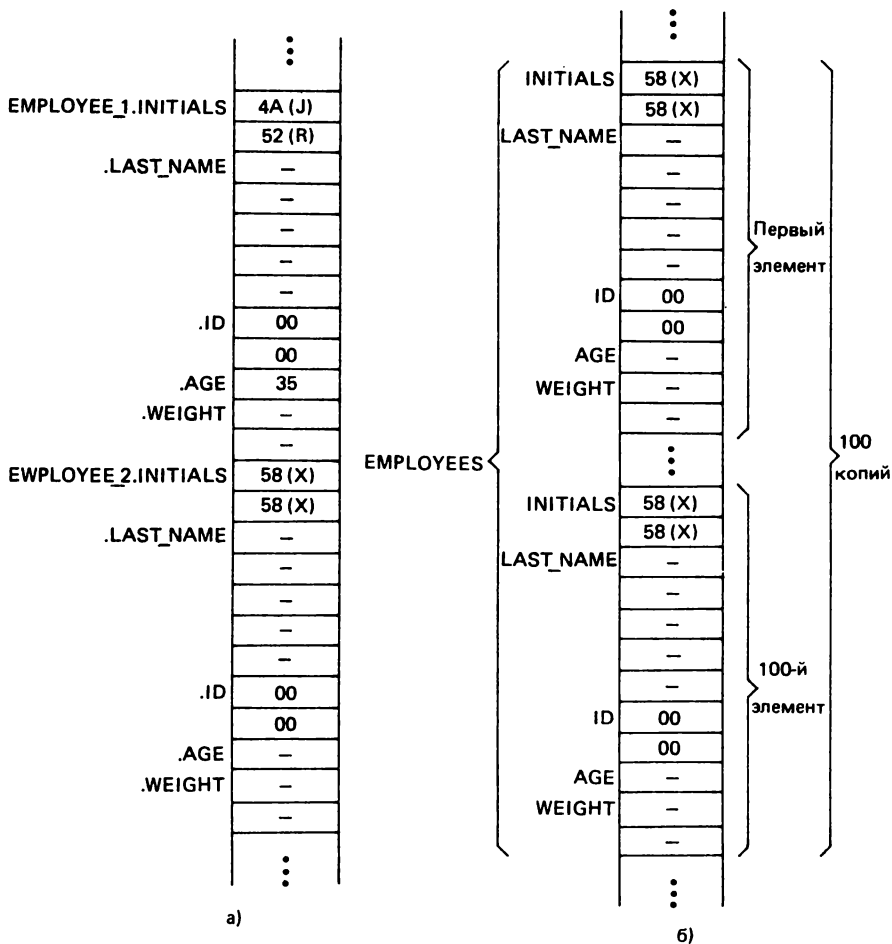 EMPLOYEE_1.INITIALS 4A (J)
52 (R)
.LAST_NAME –
–
–
–
–
.ID 00
00
.AGE 35
.WEIGHT –
–
EWPLOYEE_2.INITIALS 58 (X)
58 (X)
.LAST_NAME –
–
–
–
–
.ID 00
00
.AGE –
.WEIGHT –
–
а)
EMPLOYEES
INITIALS 58 (X)
58 (X)
LAST_NAME –
–
–
–
–
ID 00
00
AGE –
WEIGHT –
–
Первый
элемент
INITIALS 58 (X)
58 (X)
LAST_NAME –
–
–
–
–
ID 00
00
AGE –
WEIGHT –
–
100-й
элемент
100
копий
б)